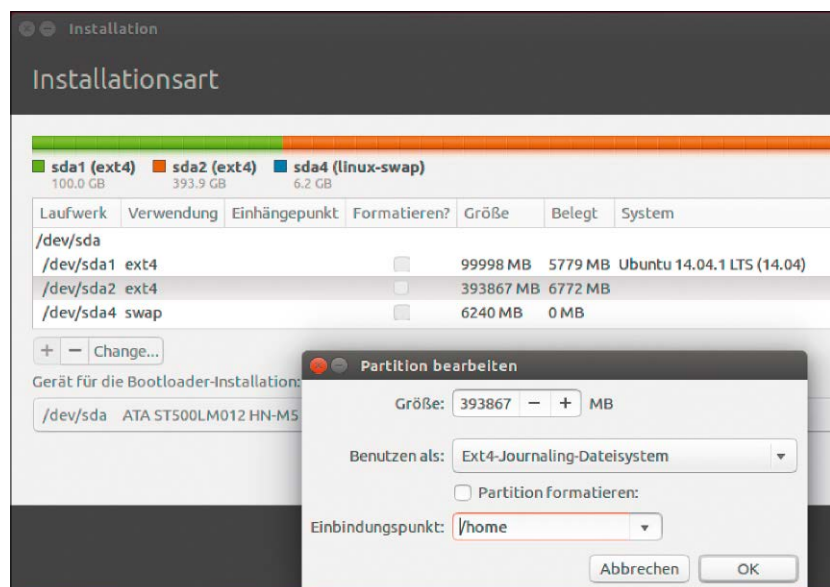 Installation
Installationsart
sda1 (ext4) sda2 (ext4) sda4 (linux-swap)
100.0 GB 393.9 GB 6.2 GB
Laufwerk Verwendung Einhängepunkt Formatieren? Größe Belegt System
/dev/sda
/dev/sda1 ext4 99998 MB 5779 MB Ubuntu 14.04.1 LTS (14.04)
/dev/sda2 ext4 393867 MB 6772 MB
/dev/sda4 swap 6240 MB 0 MB
+ − Change...
Gerät für die Bootloader-Installation:
/dev/sda ATA ST500LM012 HN-M5
Partition bearbeiten
Größe: 393867 − + MB
Benutzen als: Ext4-Journaling-Dateisystem
Partition formatieren:
Einbindungspunkt: /home
Abbrechen OK